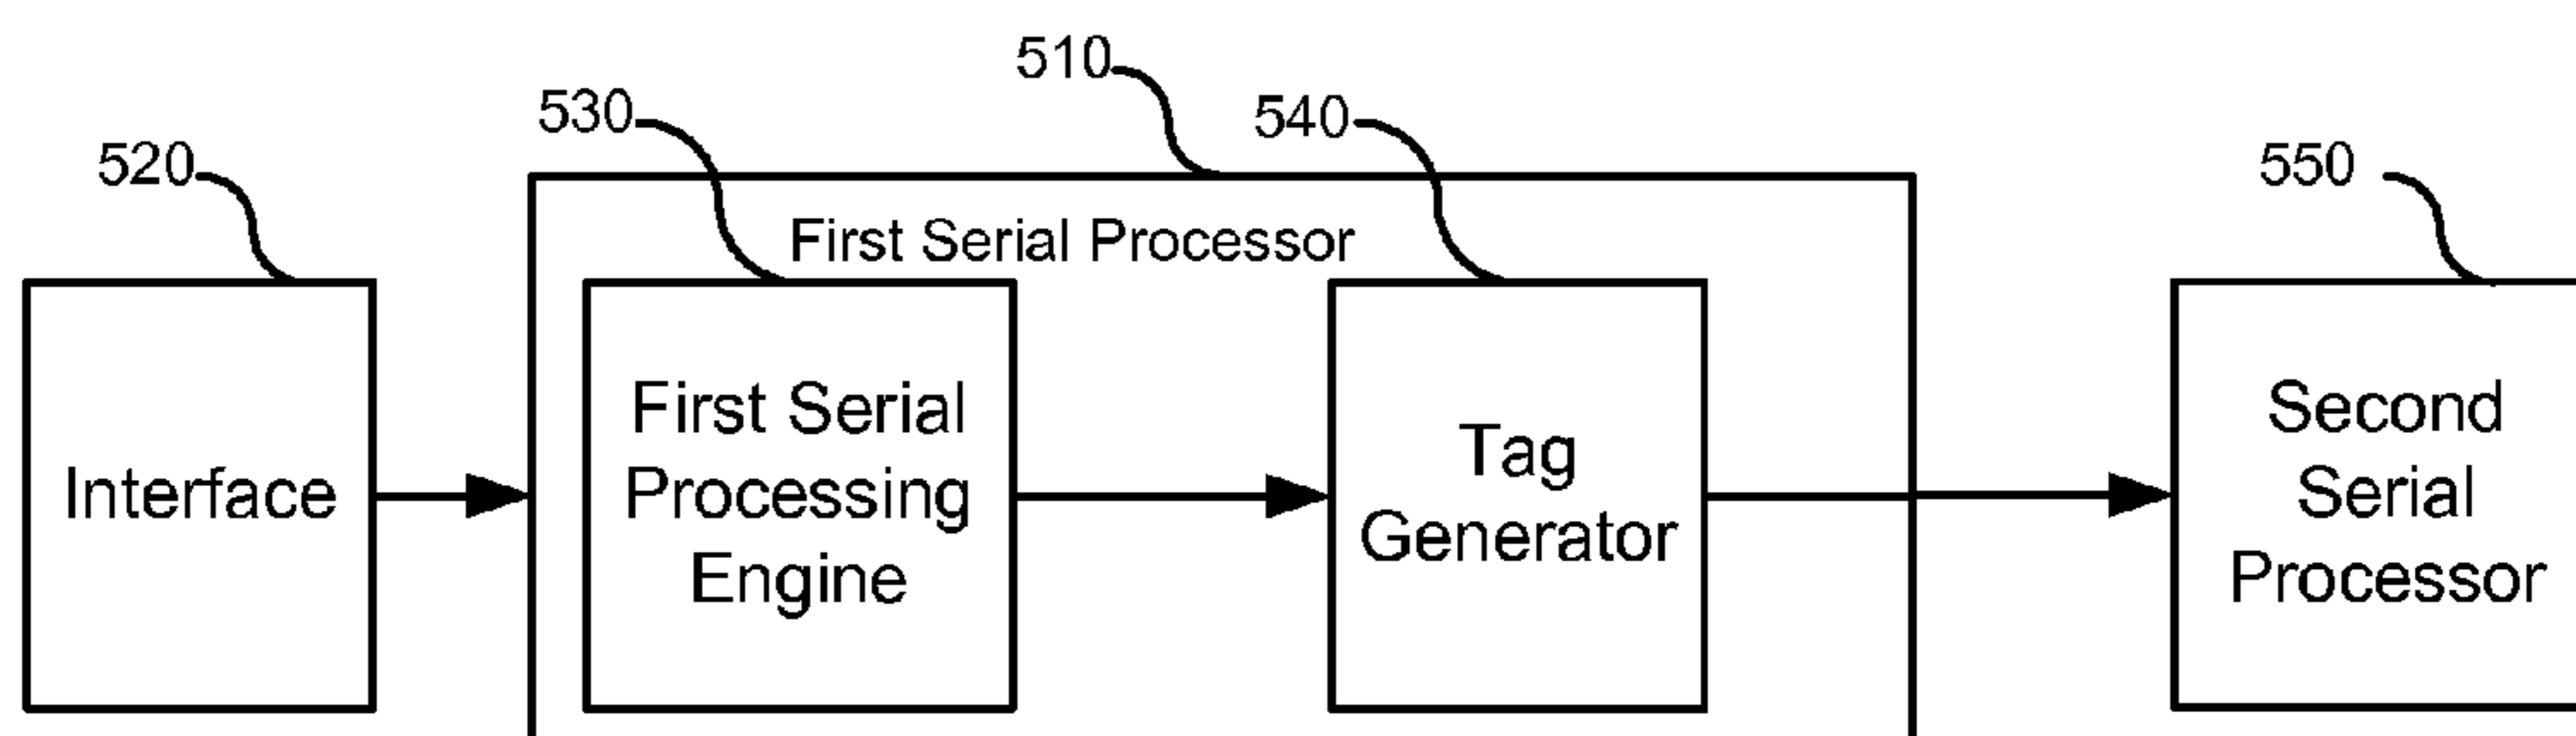 510
530
540
520
550
First Serial Processor
Interface
First Serial
Processing
Engine
Tag
Generator
Second
Serial
Processor